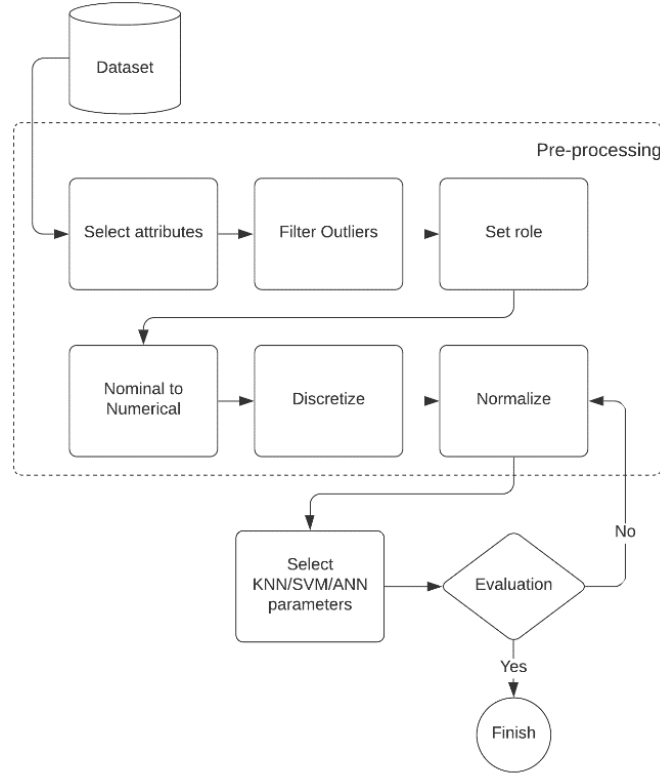 Dataset
Pre-processing
Select attributes
Filter Outliers
Set role
Nominal to
Numerical
Discretize
Normalize
Select
KNN/SVM/ANN
parameters
Evaluation
No
Yes
Finish